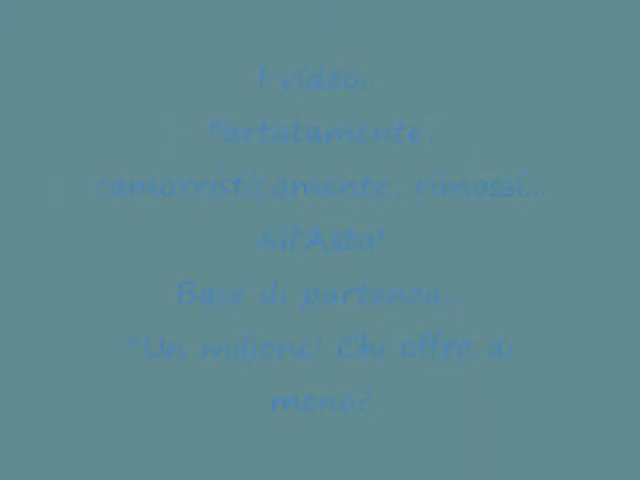 I video.
camorristicamente, rimossi...
All'Asta!
Base di partenza...
"Un milione! Chi offre di
meno?